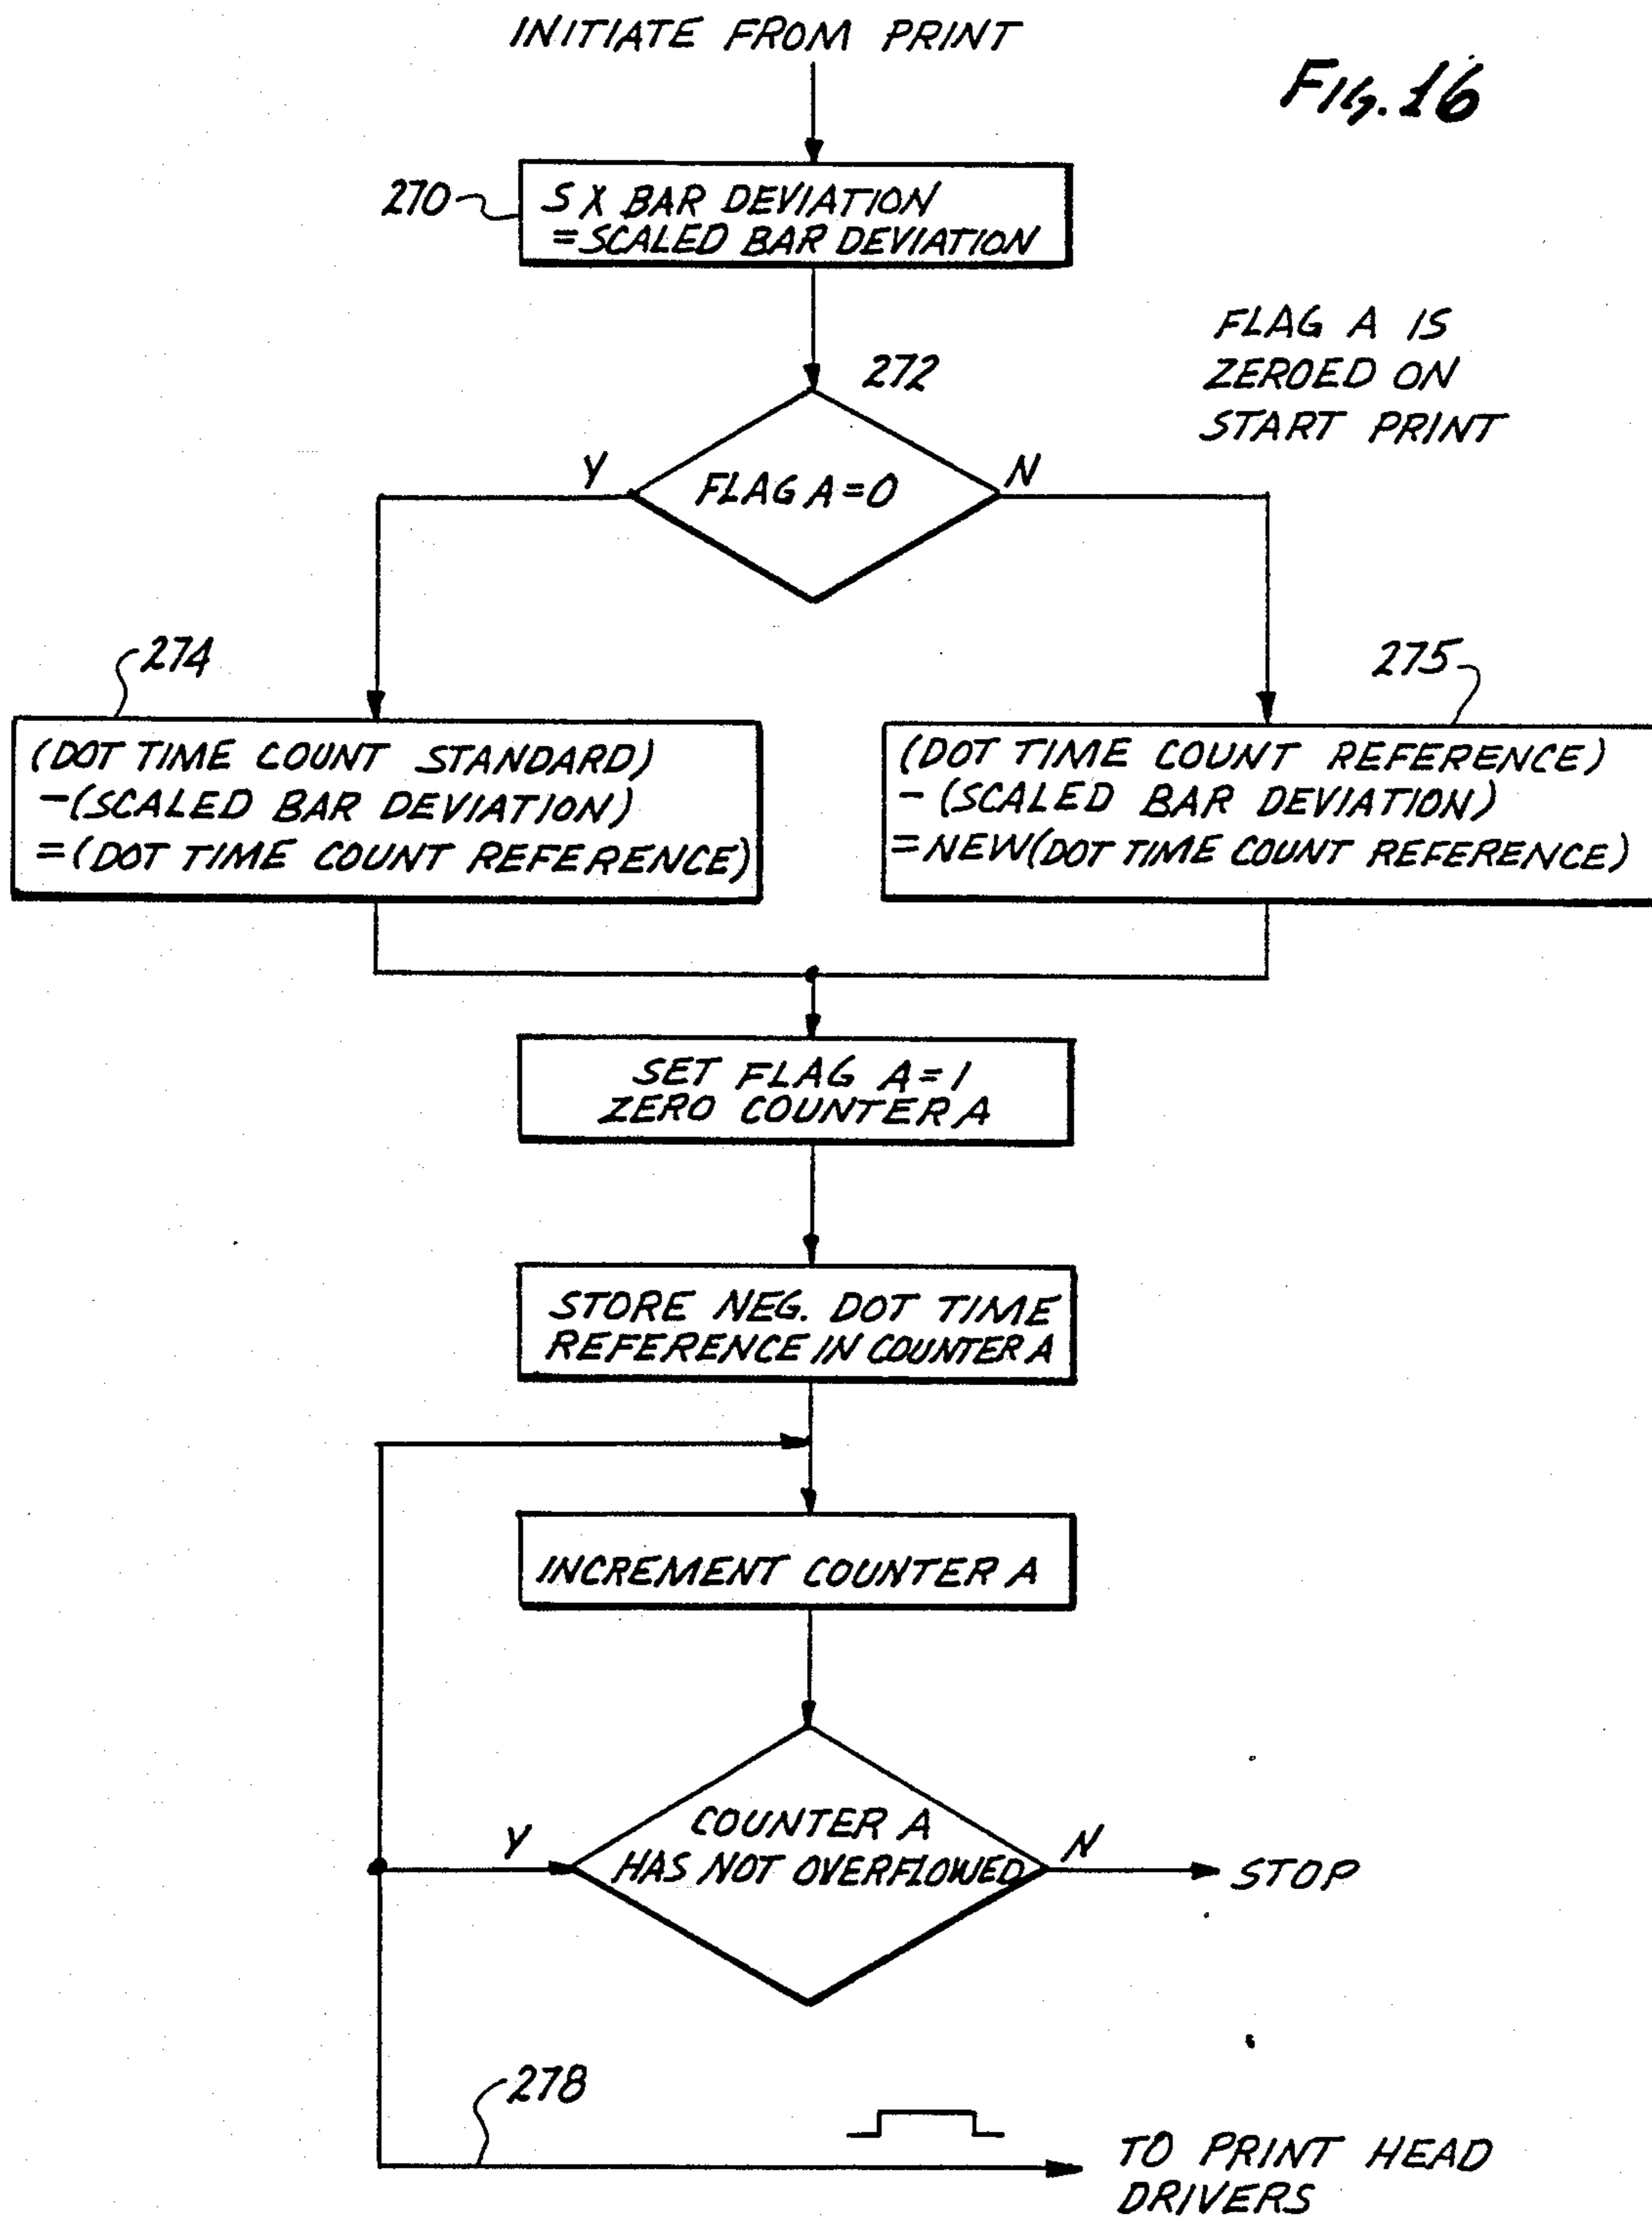 INITIATE FROM PRINT
FIG. 16
270
S X BAR DEVIATION
=SCALED BAR DEVIATION
FLAG A IS
ZEROED ON
START PRINT
272
Y
N
FLAG A=0
274
275
(DOT TIME COUNT STANDARD)
-(SCALED BAR DEVIATION)
=(DOT TIME COUNT REFERENCE)
(DOT TIME COUNT REFERENCE)
-(SCALED BAR DEVIATION)
=NEW(DOT TIME COUNT REFERENCE)
SET FLAG A=1
ZERO COUNTER A
STORE NEG. DOT TIME
REFERENCE IN COUNTER A
INCREMENT COUNTER A
Y
COUNTER A
HAS NOT OVERFLOWED
N
STOP
278
TO PRINT HEAD
DRIVERS